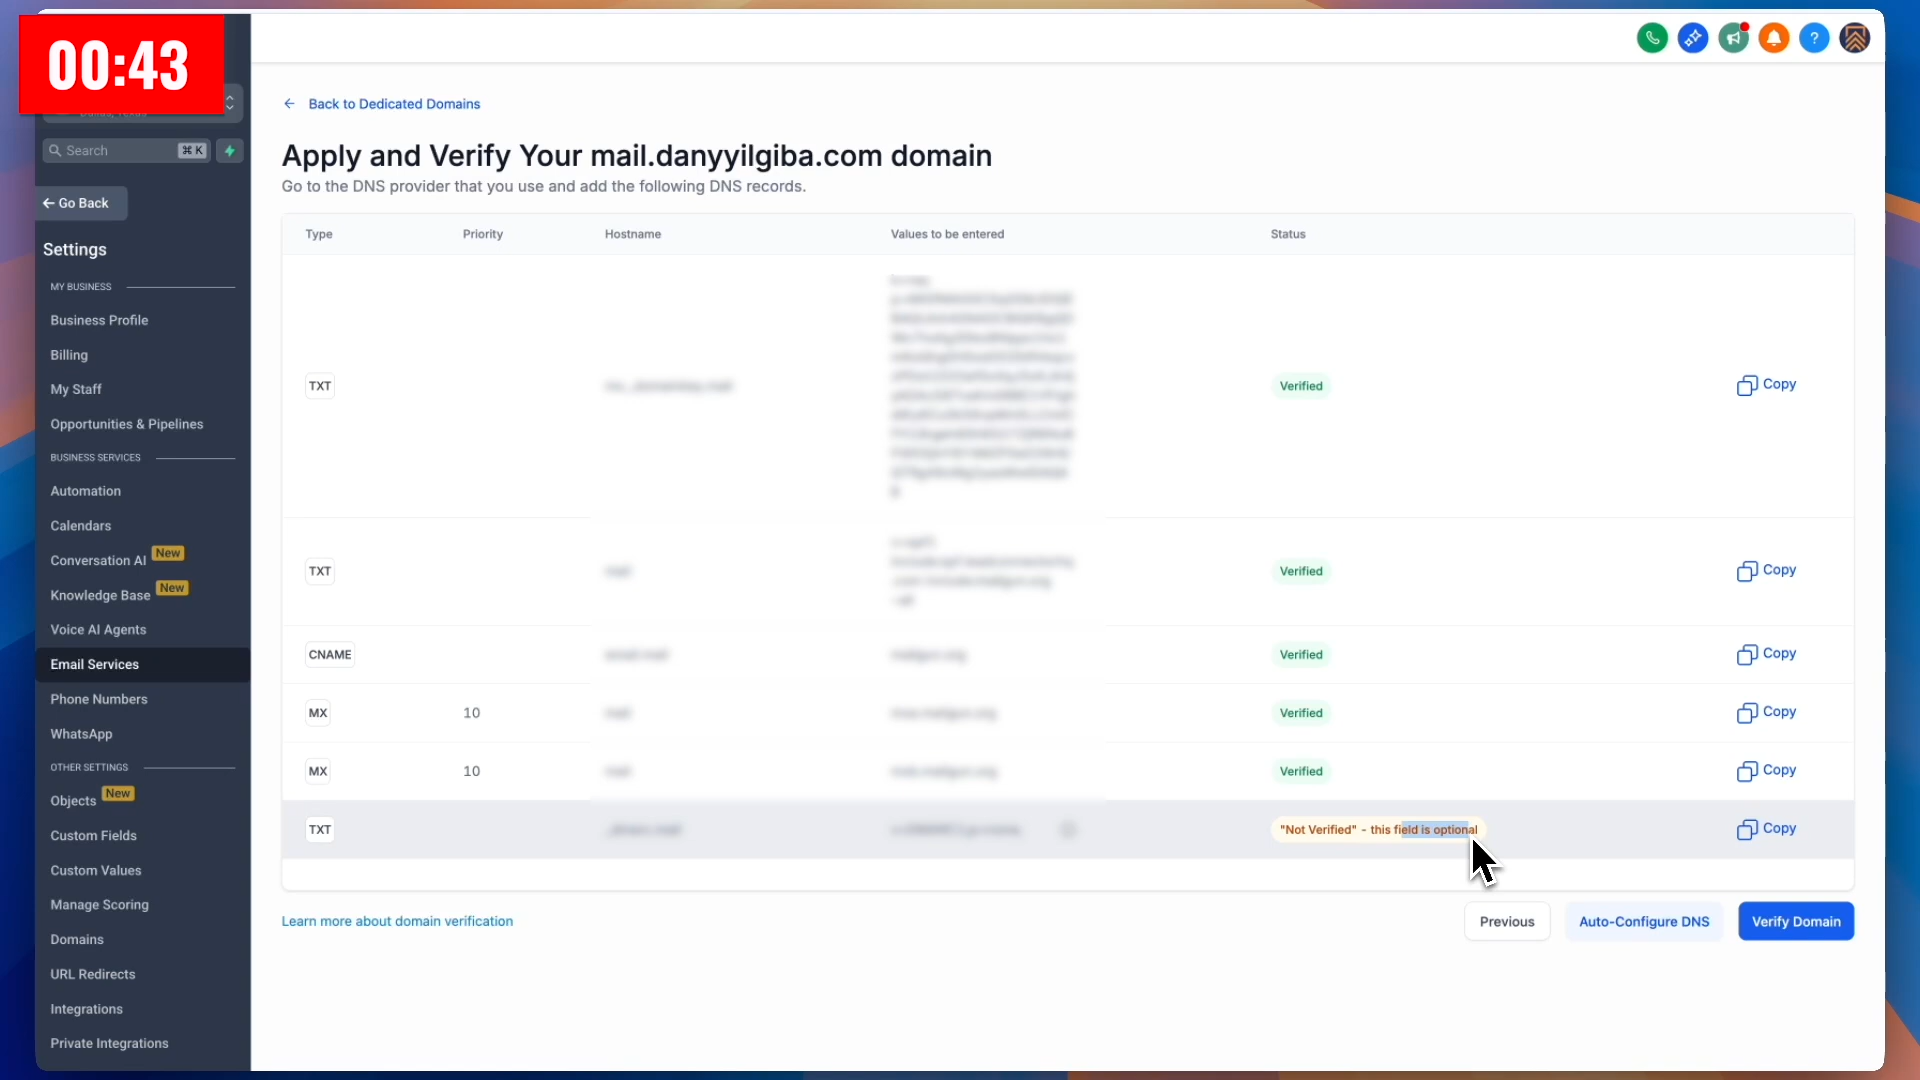 00:43
Search
⌘ K
← Go Back
Settings
MY BUSINESS
Business Profile
Billing
My Staff
Opportunities & Pipelines
BUSINESS SERVICES
Automation
Calendars
Conversation AI New
Knowledge Base New
Voice AI Agents
Email Services
Phone Numbers
WhatsApp
OTHER SETTINGS
Objects New
Custom Fields
Custom Values
Manage Scoring
Domains
URL Redirects
Integrations
Private Integrations
← Back to Dedicated Domains
Apply and Verify Your mail.danyyilgiba.com domain
Go to the DNS provider that you use and add the following DNS records.
Type Priority Hostname Values to be entered Status
TXT Verified Copy
TXT Verified Copy
CNAME Verified Copy
MX 10 Verified Copy
MX 10 Verified Copy
TXT "Not Verified" - this field is optional Copy
Learn more about domain verification
Previous Auto-Configure DNS Verify Domain